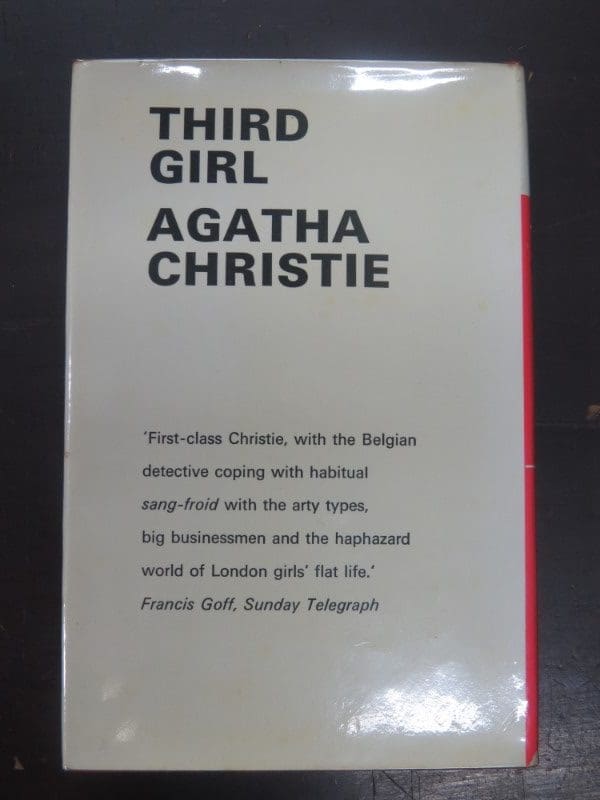 THIRD
GIRL
AGATHA
CHRISTIE
'First-class Christie, with the Belgian
detective coping with habitual
sang-froid with the arty types,
big businessmen and the haphazard
world of London girls' flat life.'
Francis Goff, Sunday Telegraph